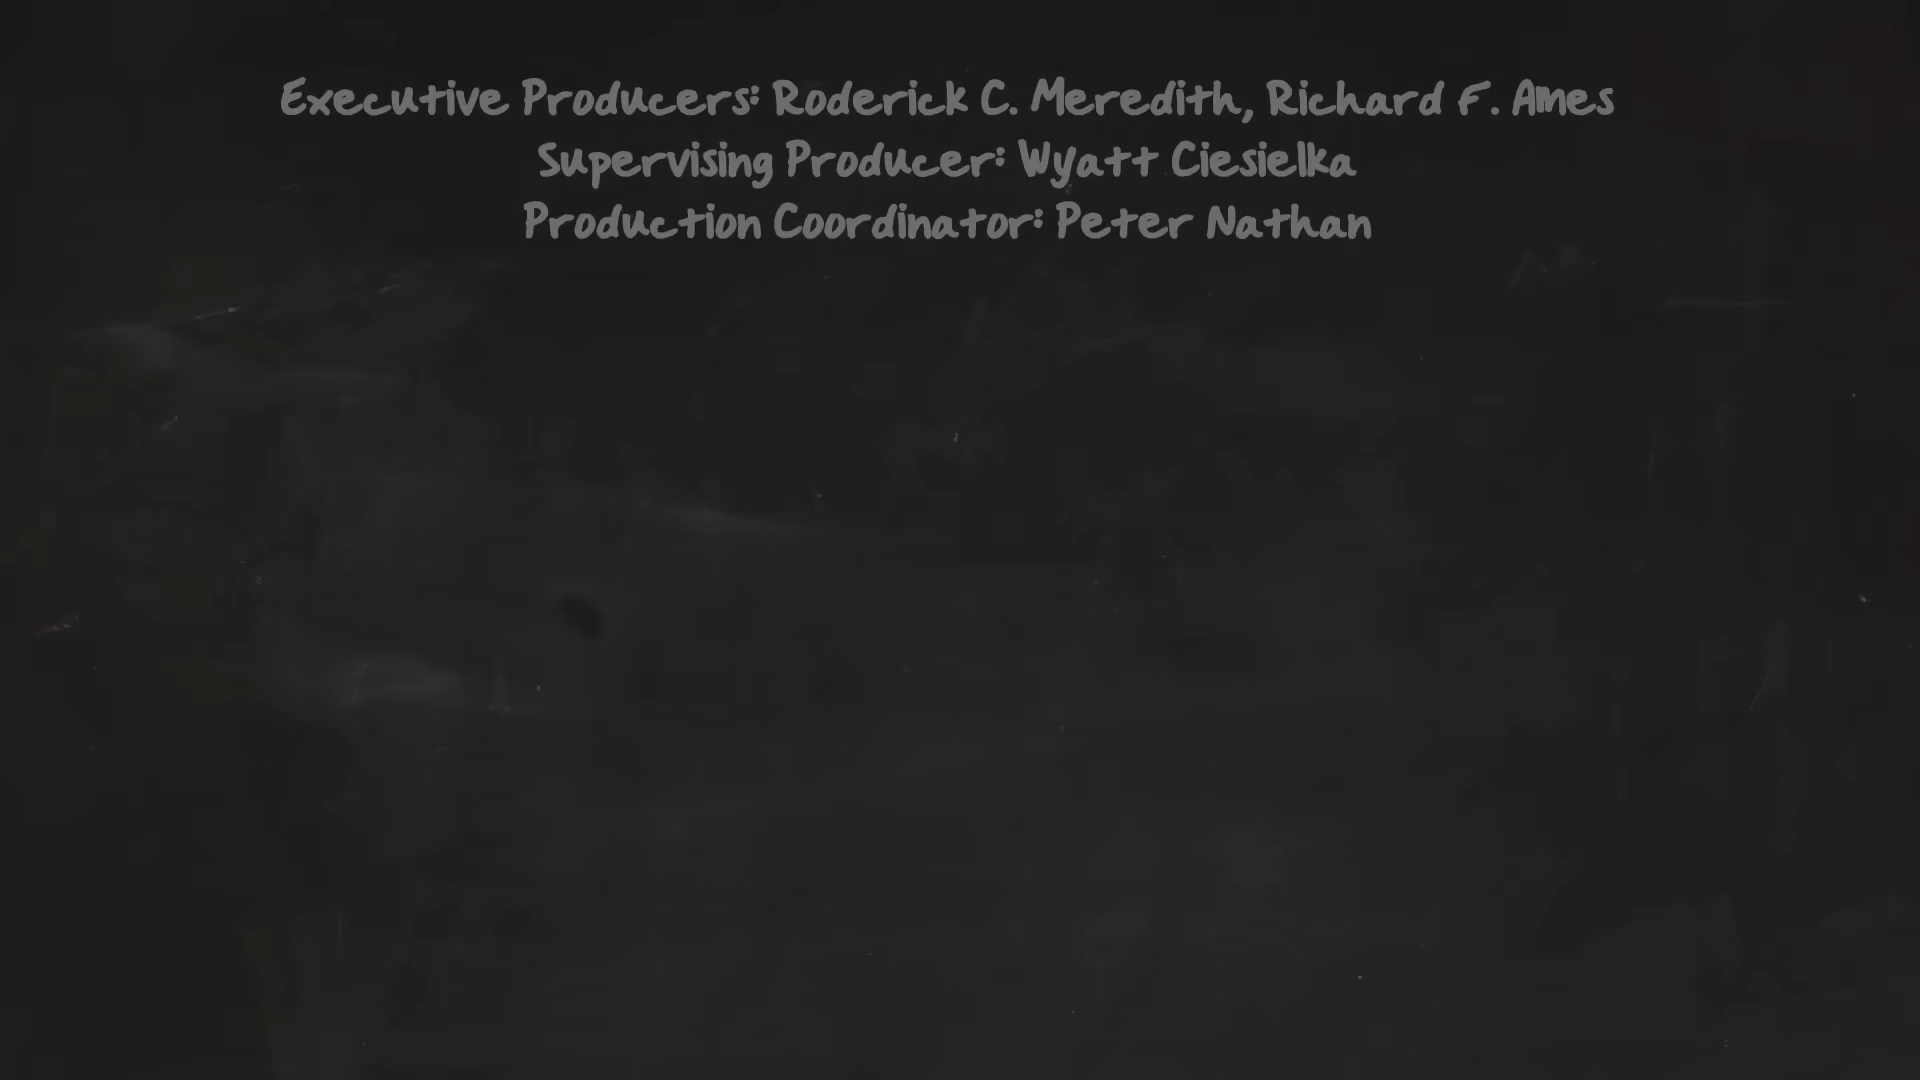 Executive Producers: Roderick C. Meredith, Richard F. Ames
Supervising Producer: Wyatt Ciesielka
Production Coordinator: Peter Nathan